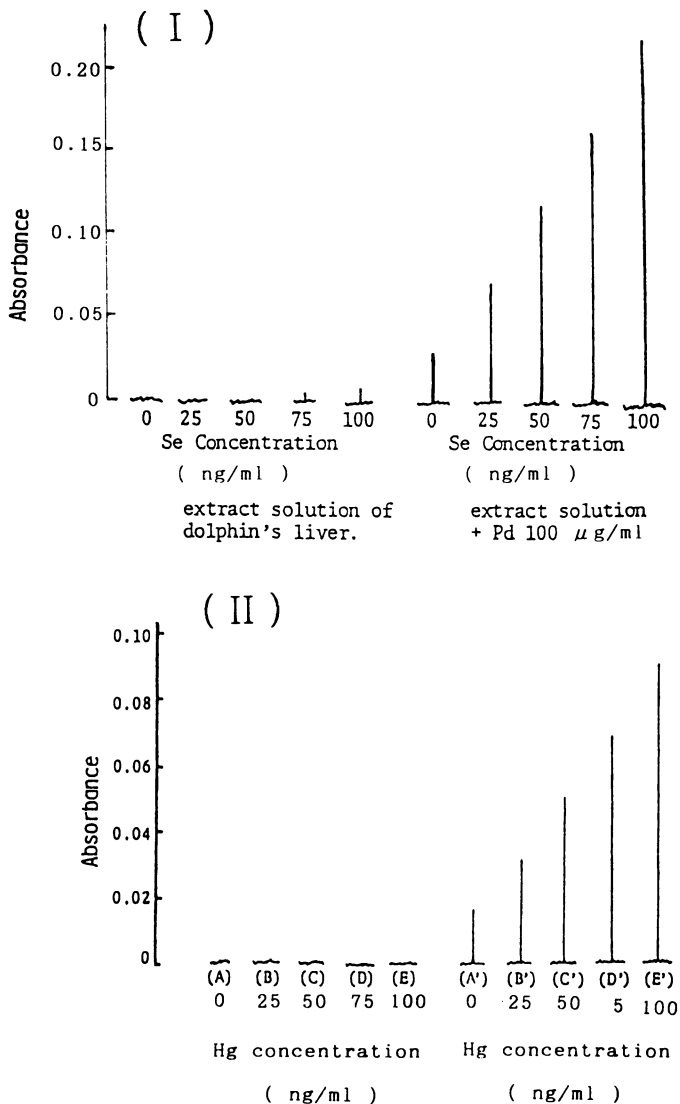 ( I )
0.20
0.15
0.10
0.05
0
Absorbance
0 25 50 75 100
Se Concentration
( ng/ml )
extract solution of
dolphin's liver.
0 25 50 75 100
Se Concentration
( ng/ml )
extract solution
+ Pd 100 μg/ml
( II )
0.10
0.08
0.06
0.04
0.02
0
Absorbance
(A) (B) (C) (D) (E)
0 25 50 75 100
Hg concentration
( ng/ml )
(A') (B') (C') (D') (E')
0 25 50 5 100
Hg concentration
( ng/ml )